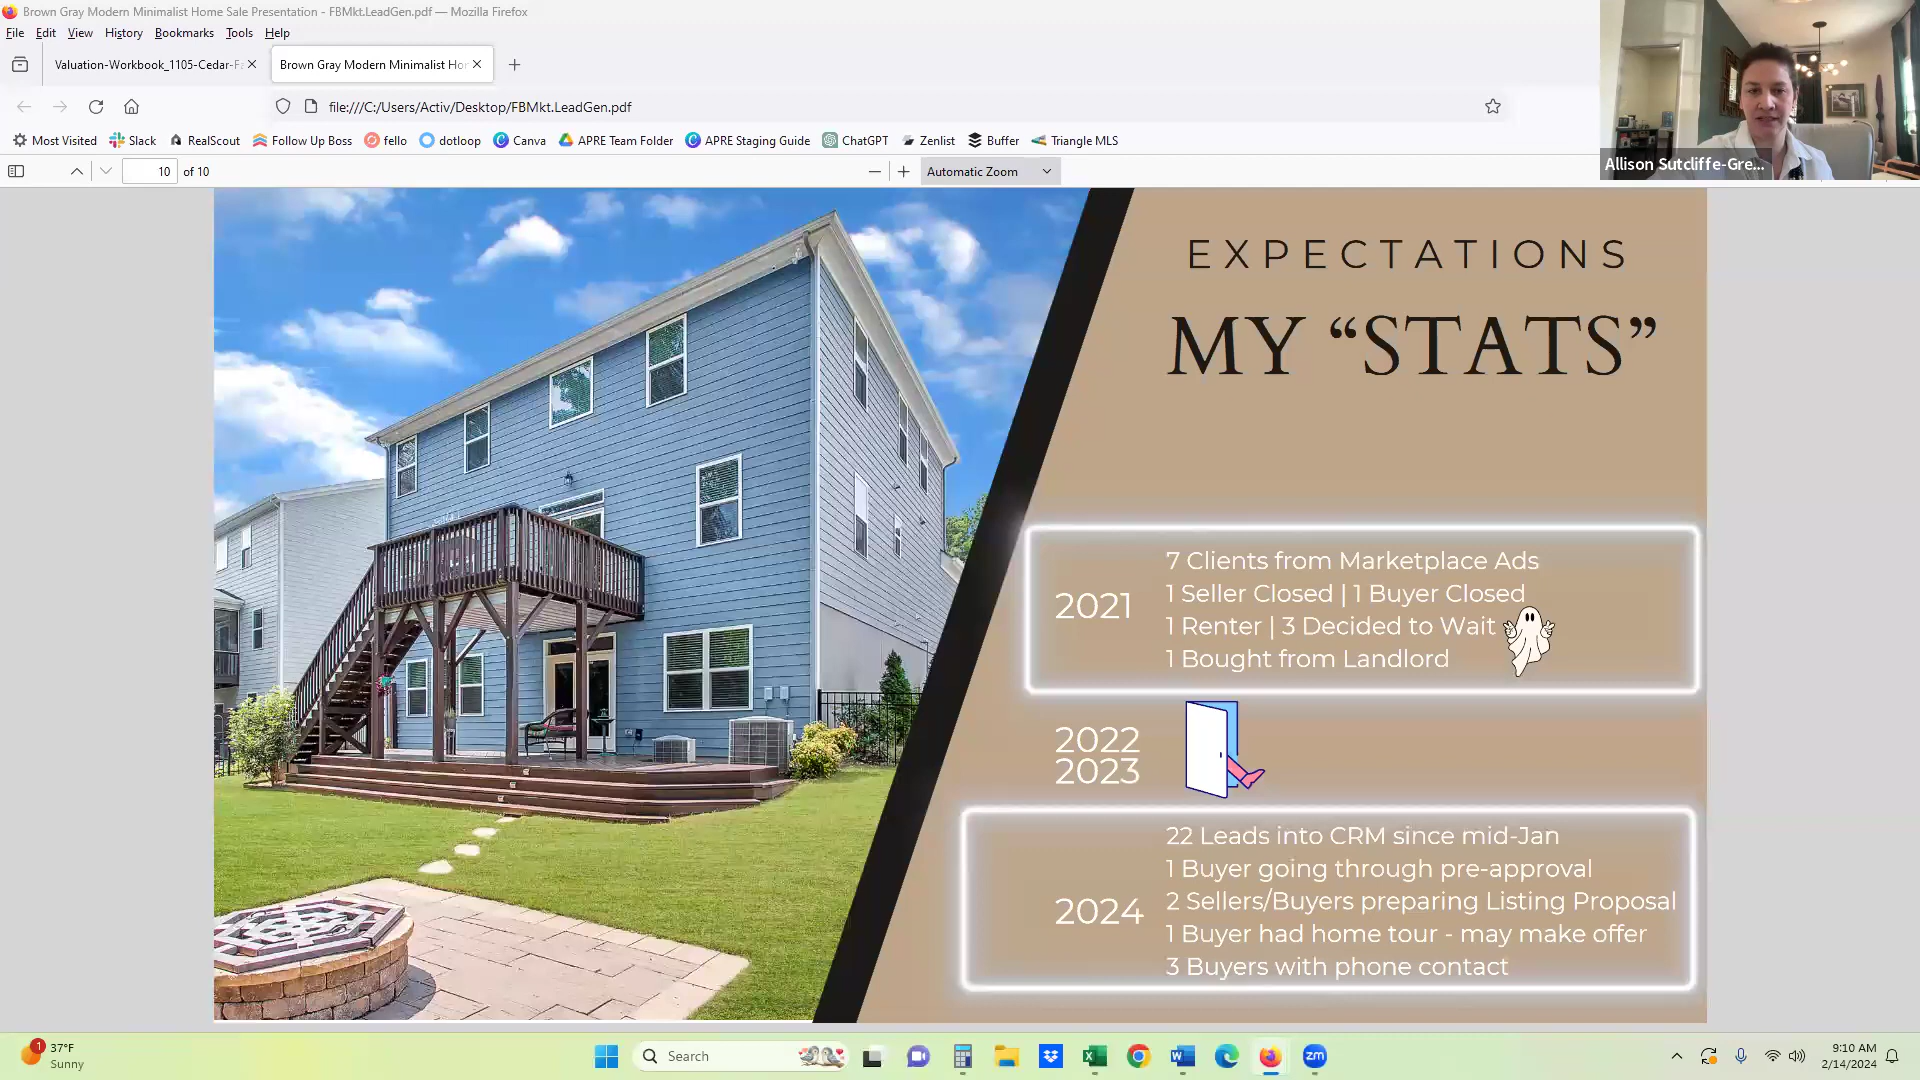 Brown Gray Modern Minimalist Home Sale Presentation - FBMkt.LeadGen.pdf — Mozilla Firefox
File Edit View History Bookmarks Tools Help
Valuation-Workbook_1105-Cedar-F Brown Gray Modern Minimalist Ho
file:///C:/Users/Activ/Desktop/FBMkt.LeadGen.pdf
Most Visited Slack RealScout Follow Up Boss fello dotloop Canva APRE Team Folder APRE Staging Guide ChatGPT Zenlist Buffer Triangle MLS
Allison Sutcliffe-Gre...
10 of 10 Automatic Zoom
EXPECTATIONS
MY “STATS”
2021
7 Clients from Marketplace Ads
1 Seller Closed | 1 Buyer Closed
1 Renter | 3 Decided to Wait
1 Bought from Landlord
2022
2023
2024
22 Leads into CRM since mid-Jan
1 Buyer going through pre-approval
2 Sellers/Buyers preparing Listing Proposal
1 Buyer had home tour - may make offer
3 Buyers with phone contact
1
37°F
Sunny
Search
zm
9:10 AM
2/14/2024